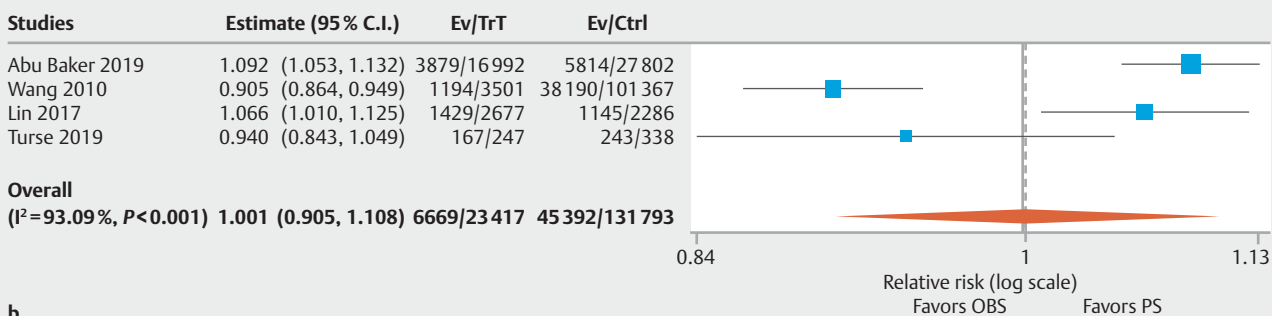 Studies Estimate (95% C.I.) Ev/TrT Ev/Ctrl
Abu Baker 2019 1.092 (1.053, 1.132) 3879/16 992 5814/27 802
Wang 2010 0.905 (0.864, 0.949) 1194/3501 38 190/101 367
Lin 2017 1.066 (1.010, 1.125) 1429/2677 1145/2286
Turse 2019 0.940 (0.843, 1.049) 167/247 243/338
Overall
(I²=93.09%, P<0.001) 1.001 (0.905, 1.108) 6669/23 417 45 392/131 793
0.84 1 1.13
Relative risk (log scale)
Favors OBS Favors PS
b